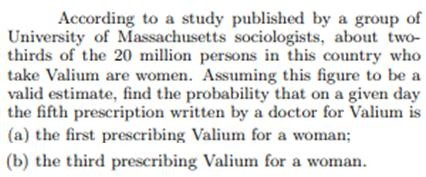 According to a study published by a group of
University of Massachusetts sociologists, about two-
thirds of the 20 million persons in this country who
take Valium are women. Assuming this figure to be a
valid estimate, find the probability that on a given day
the fifth prescription written by a doctor for Valium is
(a) the first prescribing Valium for a woman;
(b) the third prescribing Valium for a woman.